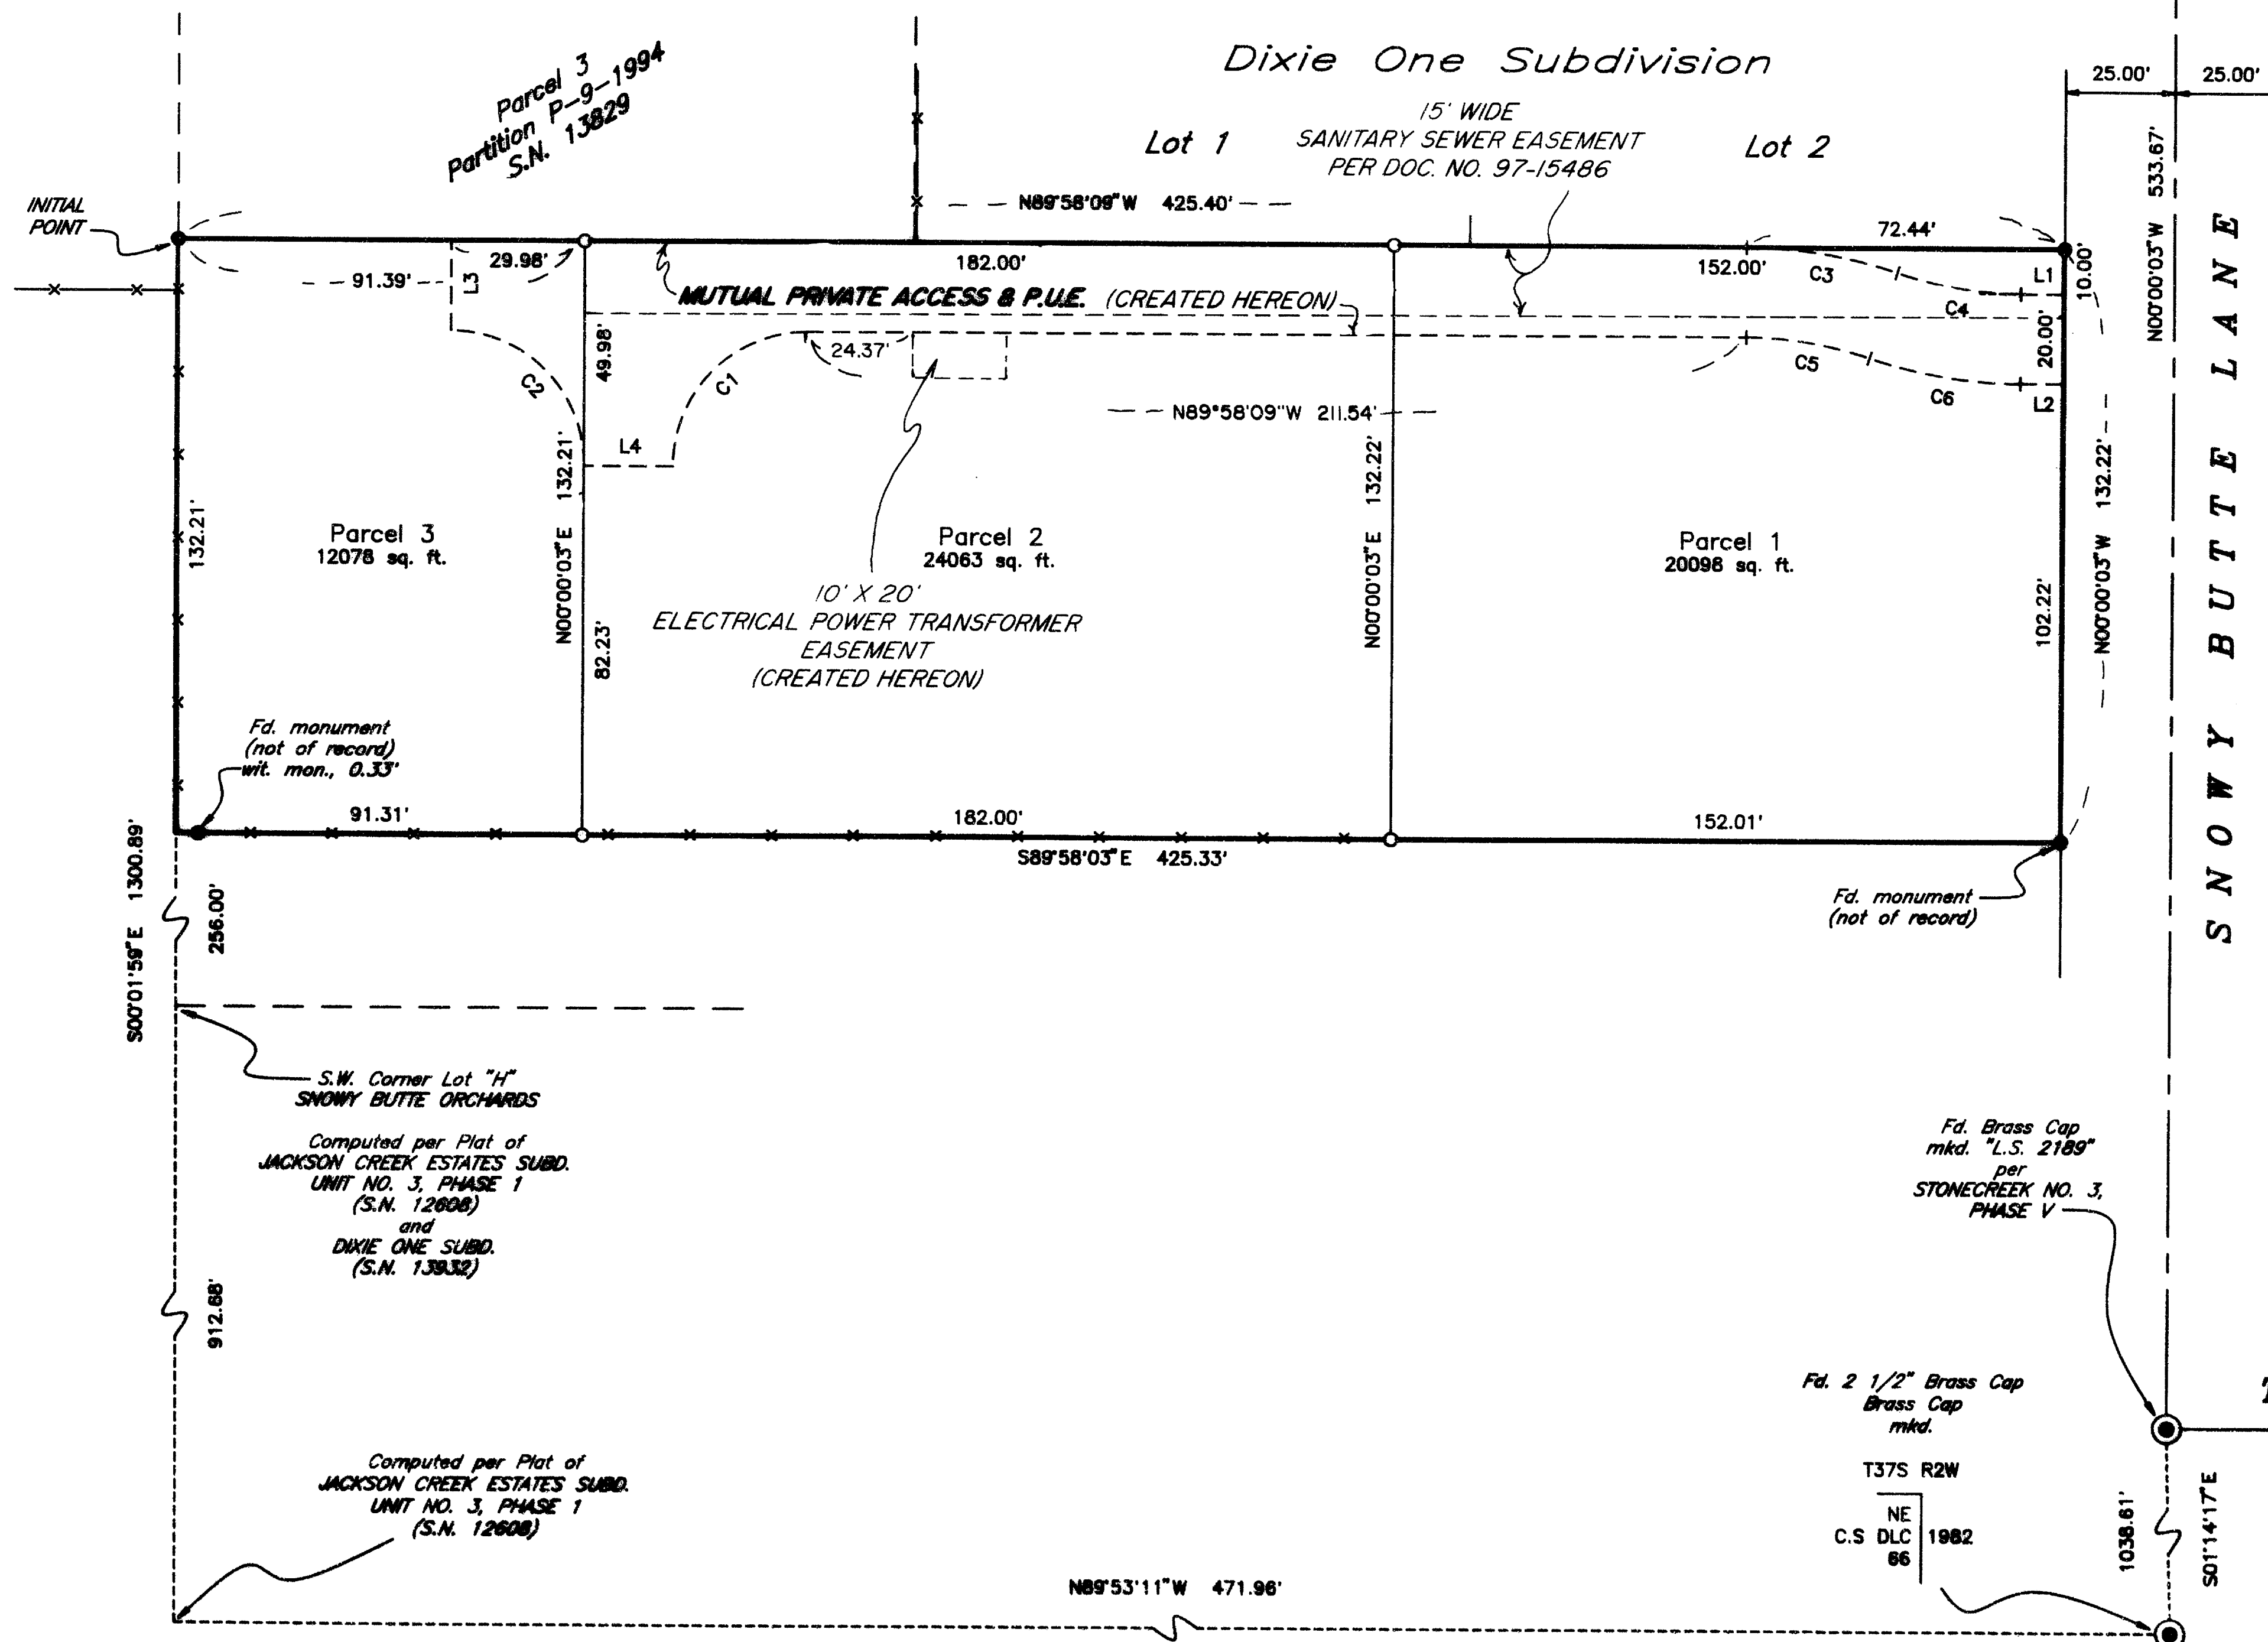 Dixie One Subdivision
25.00'
25.00'
Parcel 3
Partition P-9-1994
S.N. 13829
15' WIDE
SANITARY SEWER EASEMENT
PER DOC. NO. 97-15486
Lot 1
Lot 2
N00°00'03"W 533.67'
INITIAL
POINT
N89°58'09"W 425.40'
72.44'
91.39'
L3
29.98'
182.00'
152.00'
C3
L1
10.00'
MUTUAL PRIVATE ACCESS & P.U.E. (CREATED HEREON)
C4
49.98'
24.37'
C2
C1
C5
20.00'
C6
L2
N89°58'09"W 211.54'
L4
N00°00'03"E 132.21'
N00°00'03"E 132.22'
N00°00'03"W 132.22'
SNOWY BUTTE LANE
132.21'
Parcel 3
12078 sq. ft.
Parcel 2
24063 sq. ft.
Parcel 1
20098 sq. ft.
10' X 20'
ELECTRICAL POWER TRANSFORMER
EASEMENT
(CREATED HEREON)
82.23'
102.22'
Fd. monument
(not of record)
wit. mon., 0.33'
91.31'
182.00'
152.01'
S89°58'03"E 425.33'
S00°01'59"E 1300.89'
256.00'
Fd. monument
(not of record)
S.W. Corner Lot "H"
SNOWY BUTTE ORCHARDS
Computed per Plat of
JACKSON CREEK ESTATES SUBD.
UNIT NO. 3, PHASE 1
(S.N. 12608)
and
DIXIE ONE SUBD.
(S.N. 13932)
912.68'
Fd. Brass Cap
mkd. "L.S. 2189"
per
STONECREEK NO. 3,
PHASE V
Fd. 2 1/2" Brass Cap
Brass Cap
mkd.
T37S R2W
NE
C.S DLC 1982
66
Computed per Plat of
JACKSON CREEK ESTATES SUBD.
UNIT NO. 3, PHASE 1
(S.N. 12608)
1038.61'
S01°14'17"E
N89°53'11"W 471.96'